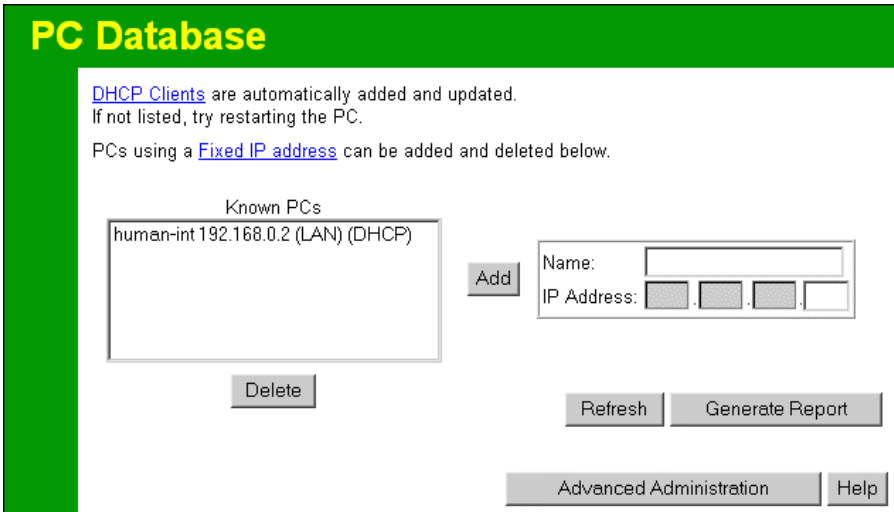 PC Database
DHCP Clients are automatically added and updated.
If not listed, try restarting the PC.
PCs using a Fixed IP address can be added and deleted below.
Known PCs
human-int 192.168.0.2 (LAN) (DHCP)
Add
Name:
IP Address: . . .
Delete
Refresh
Generate Report
Advanced Administration
Help